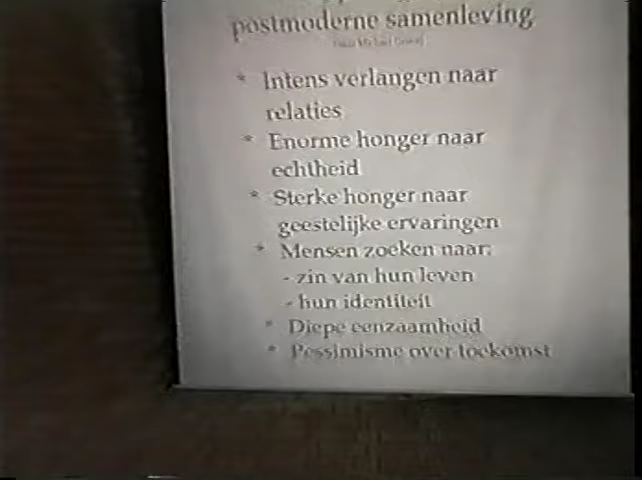 postmoderne samenleving
* Intens verlangen naar
relaties
* Enorme honger naar
echtheid
* Sterke honger naar
geestelijke ervaringen
* Mensen zoeken naar:
- zin van hun leven
- hun identiteit
* Diepe eenzaamheid
* Pessimisme over toekomst